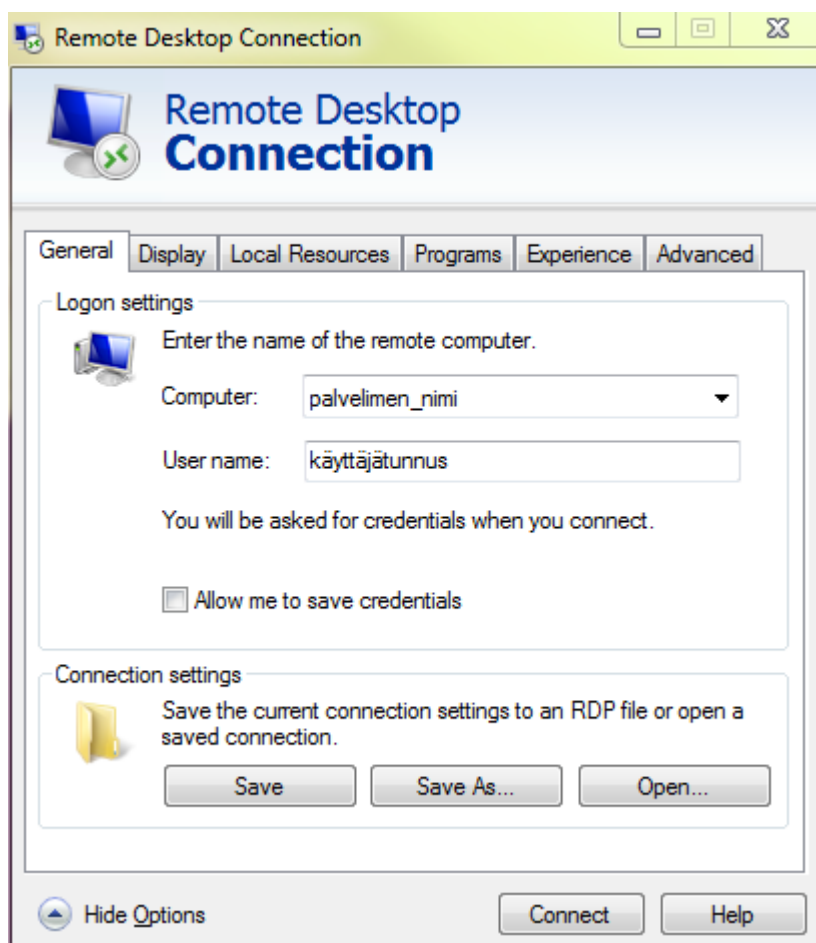 Remote Desktop Connection
Remote Desktop
Connection
General Display Local Resources Programs Experience Advanced
Logon settings
Enter the name of the remote computer.
Computer: palvelimen_nimi
User name: käyttäjätunnus
You will be asked for credentials when you connect.
Allow me to save credentials
Connection settings
Save the current connection settings to an RDP file or open a
saved connection.
Save Save As... Open...
Hide Options Connect Help